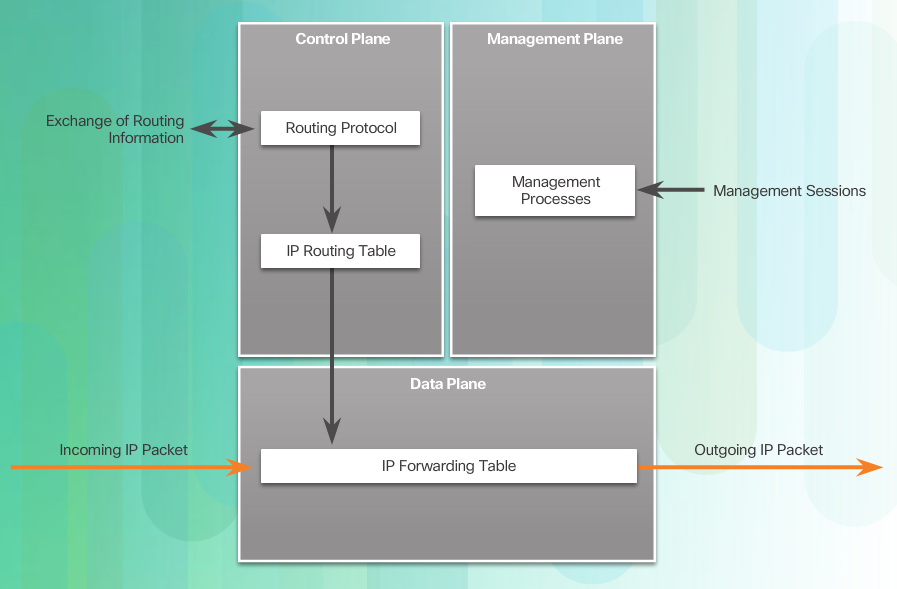 Control Plane
Management Plane
Exchange of Routing
Information
Routing Protocol
Management
Processes
Management Sessions
IP Routing Table
Data Plane
Incoming IP Packet
IP Forwarding Table
Outgoing IP Packet